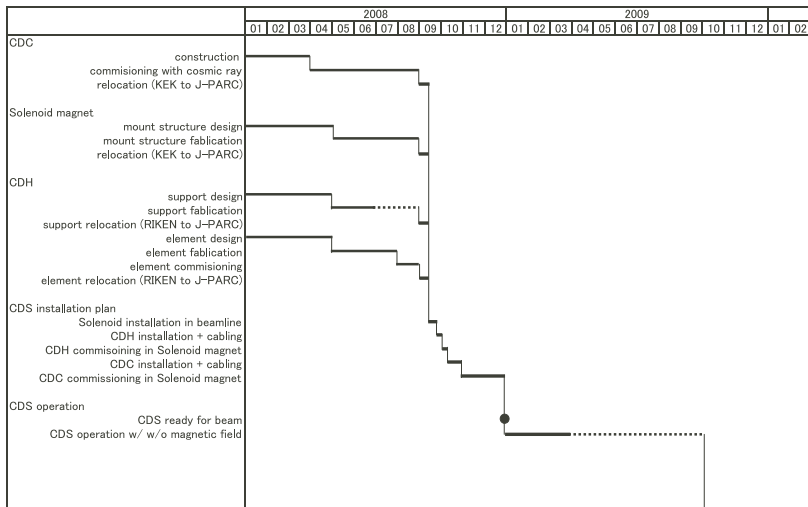 2008 2009
01 02 03 04 05 06 07 08 09 10 11 12 01 02 03 04 05 06 07 08 09 10 11 12 01 02
CDC
construction
commisioning with cosmic ray
relocation (KEK to J-PARC)
Solenoid magnet
mount structure design
mount structure fablication
relocation (KEK to J-PARC)
CDH
support design
support fablication
support relocation (RIKEN to J-PARC)
element design
element fablication
element commisioning
element relocation (RIKEN to J-PARC)
CDS installation plan
Solenoid installation in beamline
CDH installation + cabling
CDH commisoining in Solenoid magnet
CDC installation + cabling
CDC commissioning in Solenoid magnet
CDS operation
CDS ready for beam
CDS operation w/ w/o magnetic field